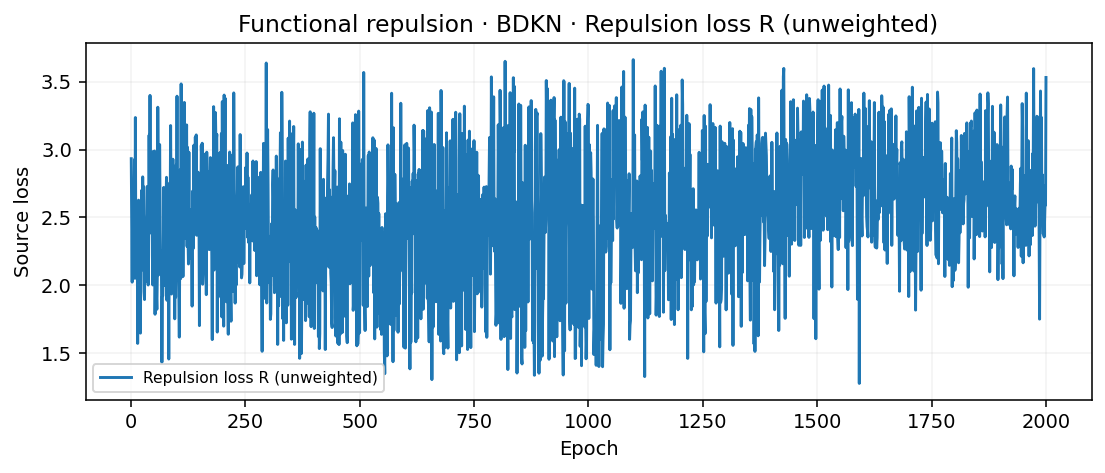 Functional repulsion · BDKN · Repulsion loss R (unweighted)
Source loss
3.5
3.0
2.5
2.0
1.5
Repulsion loss R (unweighted)
0 250 500 750 1000 1250 1500 1750 2000
Epoch